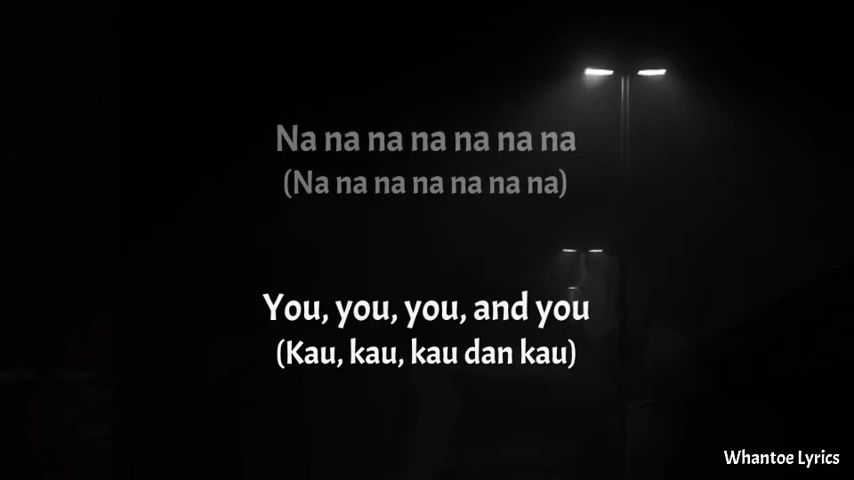 Na na na na na na na
(Na na na na na na na)
You, you, you, and you
(Kau, kau, kau dan kau)
Whantoe Lyrics